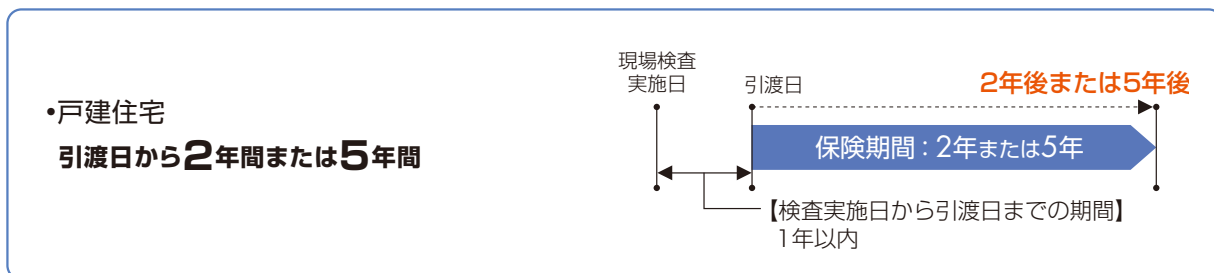 •戸建住宅
引渡日から2年間または5年間
現場検査
実施日
引渡日
2年後または5年後
保険期間：2年または5年
【検査実施日から引渡日までの期間】
1年以内